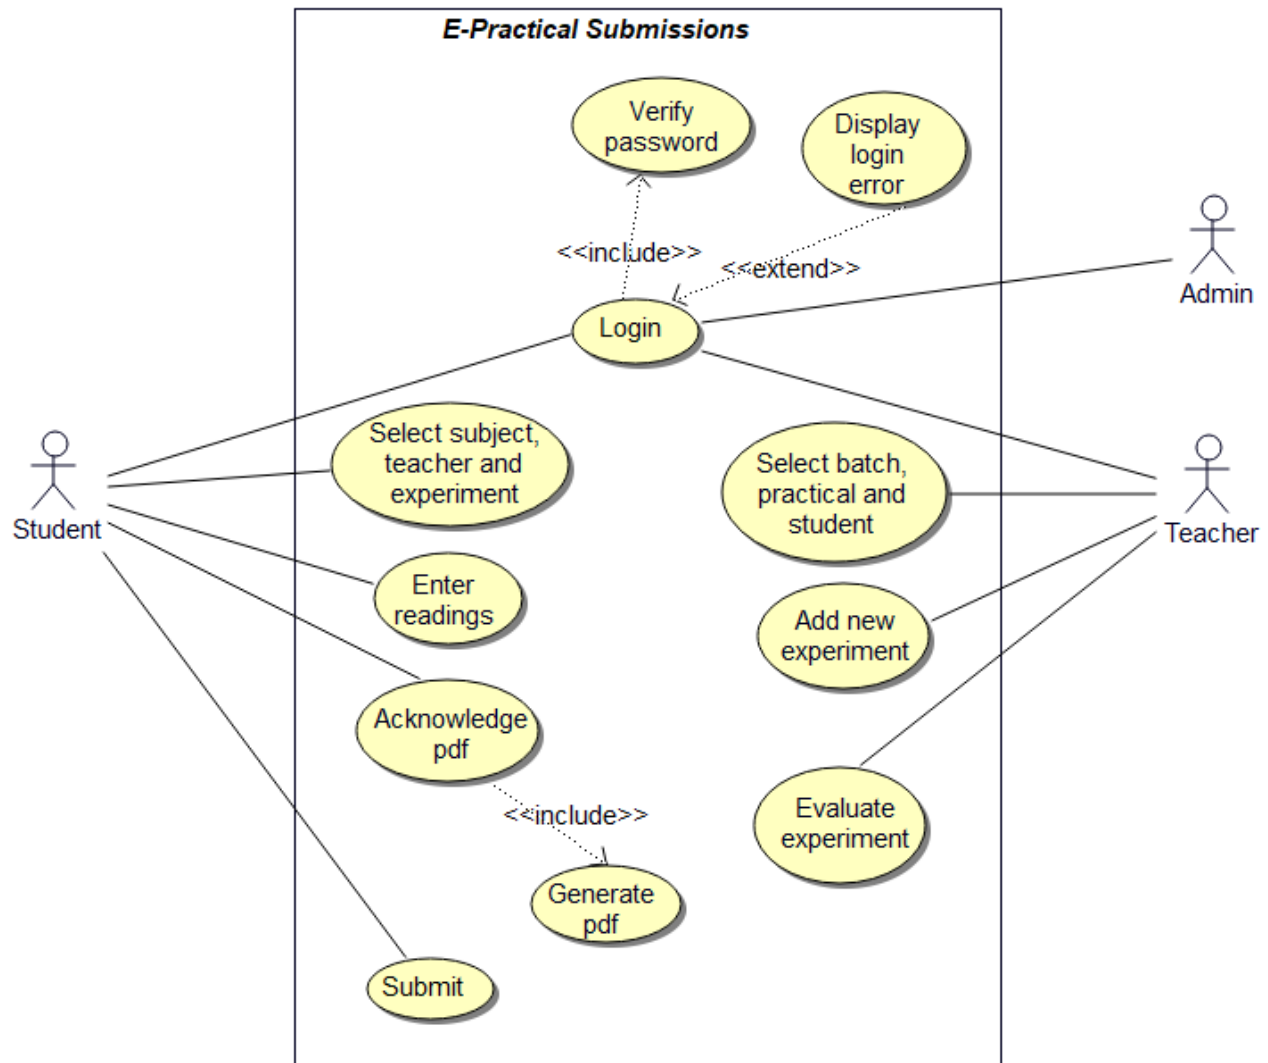 E-Practical Submissions
Verify
password
Display
login
error
<<include>>
<<extend>>
Admin
Login
Select subject,
teacher and
experiment
Select batch,
practical and
student
Student
Teacher
Enter
readings
Add new
experiment
Acknowledge
pdf
<<include>>
Evaluate
experiment
Generate
pdf
Submit